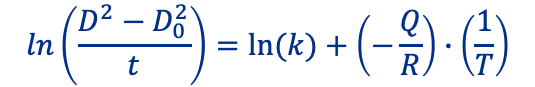 ln((D² − D₀²)/t) = ln(k) + (−Q/R) · (1/T)